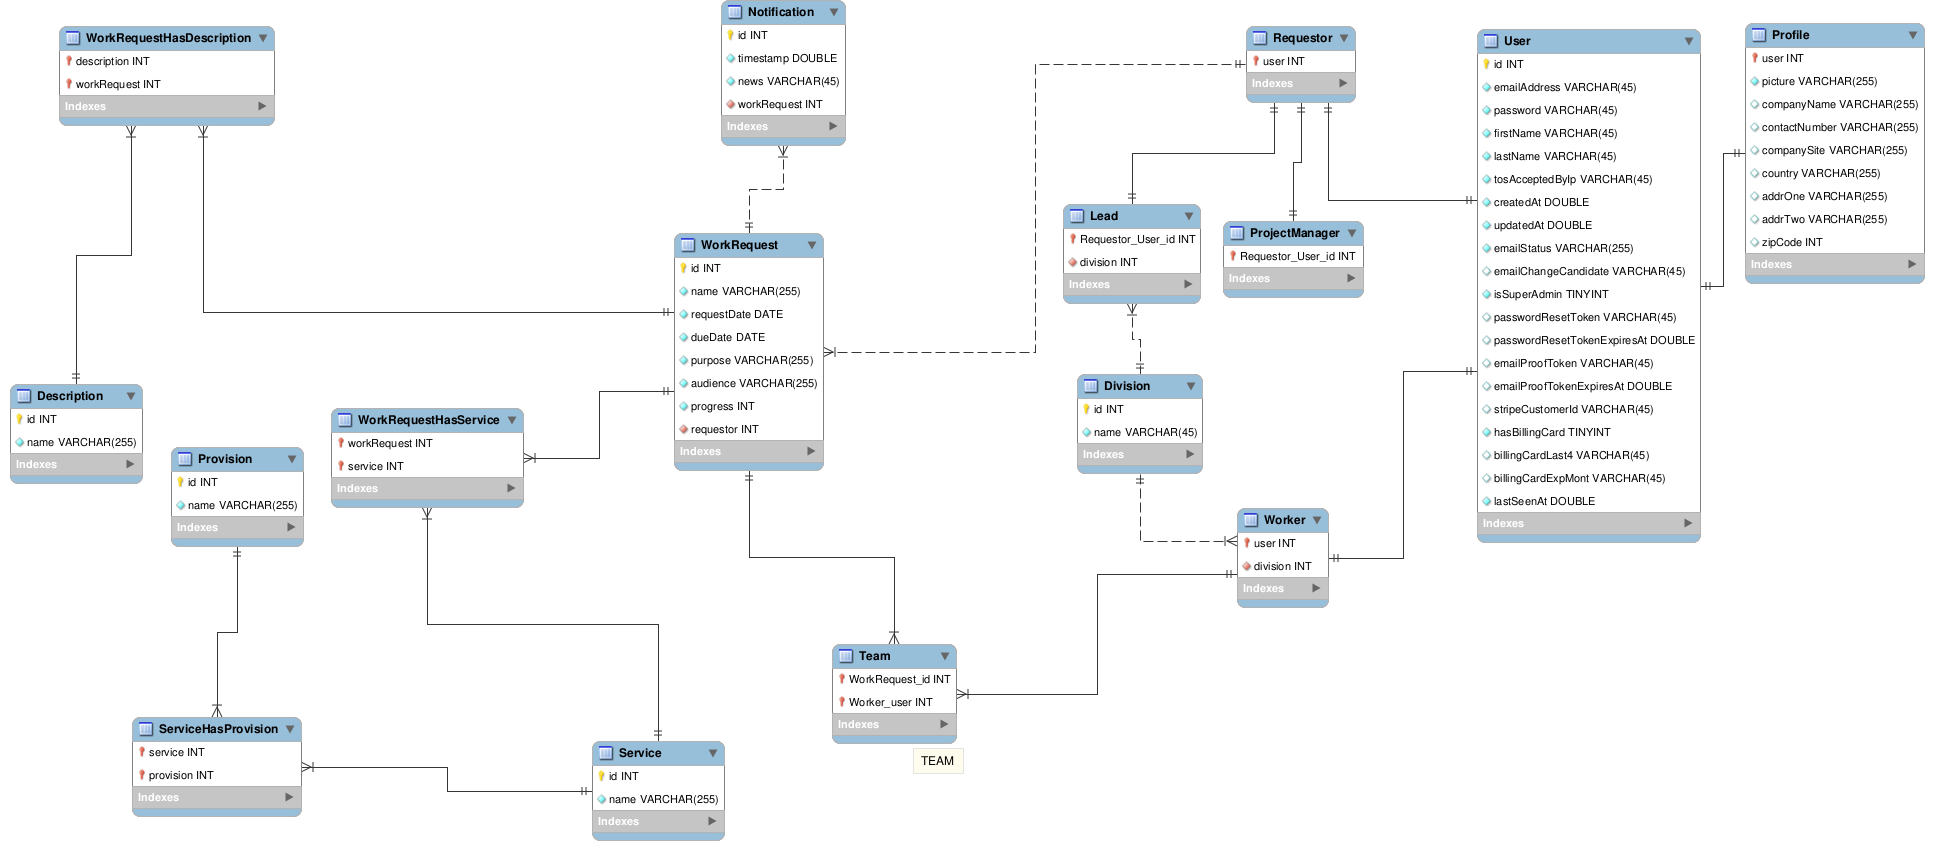 WorkRequestHasDescription
description INT
workRequest INT
Indexes
Notification
id INT
timestamp DOUBLE
news VARCHAR(45)
workRequest INT
Indexes
Requestor
user INT
Indexes
User
id INT
emailAddress VARCHAR(45)
password VARCHAR(45)
firstName VARCHAR(45)
lastName VARCHAR(45)
tosAcceptedByIp VARCHAR(45)
createdAt DOUBLE
updatedAt DOUBLE
emailStatus VARCHAR(255)
emailChangeCandidate VARCHAR(45)
isSuperAdmin TINYINT
passwordResetToken VARCHAR(45)
passwordResetTokenExpiresAt DOUBLE
emailProofToken VARCHAR(45)
emailProofTokenExpiresAt DOUBLE
stripeCustomerId VARCHAR(45)
hasBillingCard TINYINT
billingCardLast4 VARCHAR(45)
billingCardExpMont VARCHAR(45)
lastSeenAt DOUBLE
Indexes
Profile
user INT
picture VARCHAR(255)
companyName VARCHAR(255)
contactNumber VARCHAR(255)
companySite VARCHAR(255)
country VARCHAR(255)
addrOne VARCHAR(255)
addrTwo VARCHAR(255)
zipCode INT
Indexes
Lead
Requestor_User_id INT
division INT
Indexes
ProjectManager
Requestor_User_id INT
Indexes
WorkRequest
id INT
name VARCHAR(255)
requestDate DATE
dueDate DATE
purpose VARCHAR(255)
audience VARCHAR(255)
progress INT
requestor INT
Indexes
Description
id INT
name VARCHAR(255)
Indexes
Provision
id INT
name VARCHAR(255)
Indexes
WorkRequestHasService
workRequest INT
service INT
Indexes
Division
id INT
name VARCHAR(45)
Indexes
Worker
user INT
division INT
Indexes
Team
WorkRequest_id INT
Worker_user INT
Indexes
TEAM
ServiceHasProvision
service INT
provision INT
Indexes
Service
id INT
name VARCHAR(255)
Indexes